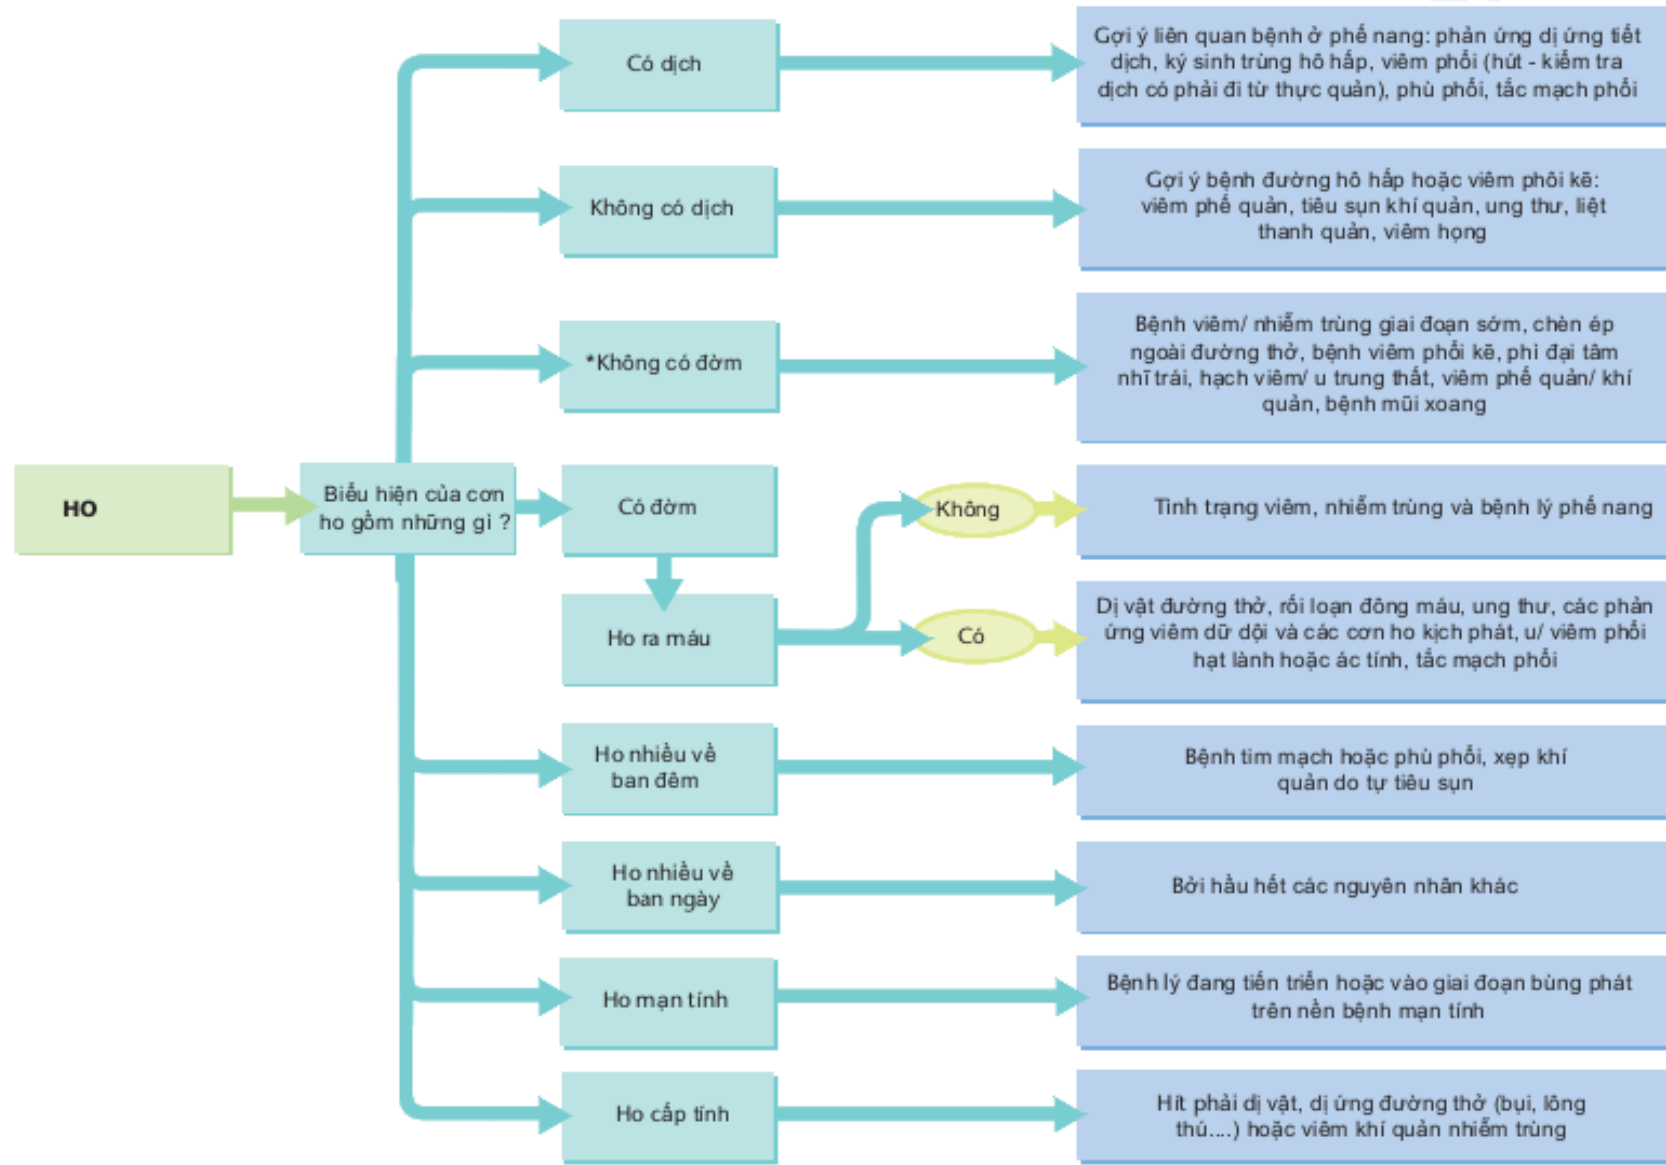 Có dịch
Gợi ý liên quan bệnh ở phế nang: phản ứng dị ứng tiết
dịch, ký sinh trùng hô hấp, viêm phổi (hút - kiểm tra
dịch có phải đi từ thực quản), phù phổi, tắc mạch phổi
Không có dịch
Gợi ý bệnh đường hô hấp hoặc viêm phổi kẽ:
viêm phế quản, tiêu sụn khí quản, ung thư, liệt
thanh quản, viêm họng
*Không có đờm
Bệnh viêm/ nhiễm trùng giai đoạn sớm, chèn ép
ngoài đường thở, bệnh viêm phổi kẽ, phì đại tâm
nhĩ trái, hạch viêm/ u trung thất, viêm phế quản/ khí
quản, bệnh mũi xoang
HO
Biểu hiện của cơn
ho gồm những gì ?
Có đờm
Không
Tình trạng viêm, nhiễm trùng và bệnh lý phế nang
Ho ra máu
Có
Dị vật đường thở, rối loạn đông máu, ung thư, các phản
ứng viêm dữ dội và các cơn ho kịch phát, u/ viêm phổi
hạt lành hoặc ác tính, tắc mạch phổi
Ho nhiều về
ban đêm
Bệnh tim mạch hoặc phù phổi, xẹp khí
quản do tự tiêu sụn
Ho nhiều về
ban ngày
Bởi hầu hết các nguyên nhân khác
Ho mạn tính
Bệnh lý đang tiến triển hoặc vào giai đoạn bùng phát
trên nền bệnh mạn tính
Ho cấp tính
Hít phải dị vật, dị ứng đường thở (bụi, lông
thú....) hoặc viêm khí quản nhiễm trùng